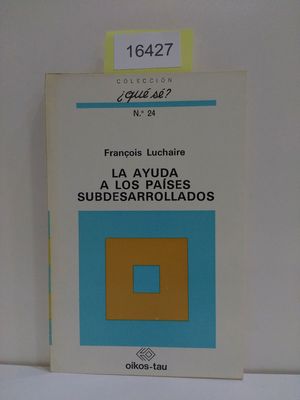 16427
COLECCIÓN
¿qué sé?
N.º 24
François Luchaire
LA AYUDA
A LOS PAÍSES
SUBDESARROLLADOS
oikos-tau